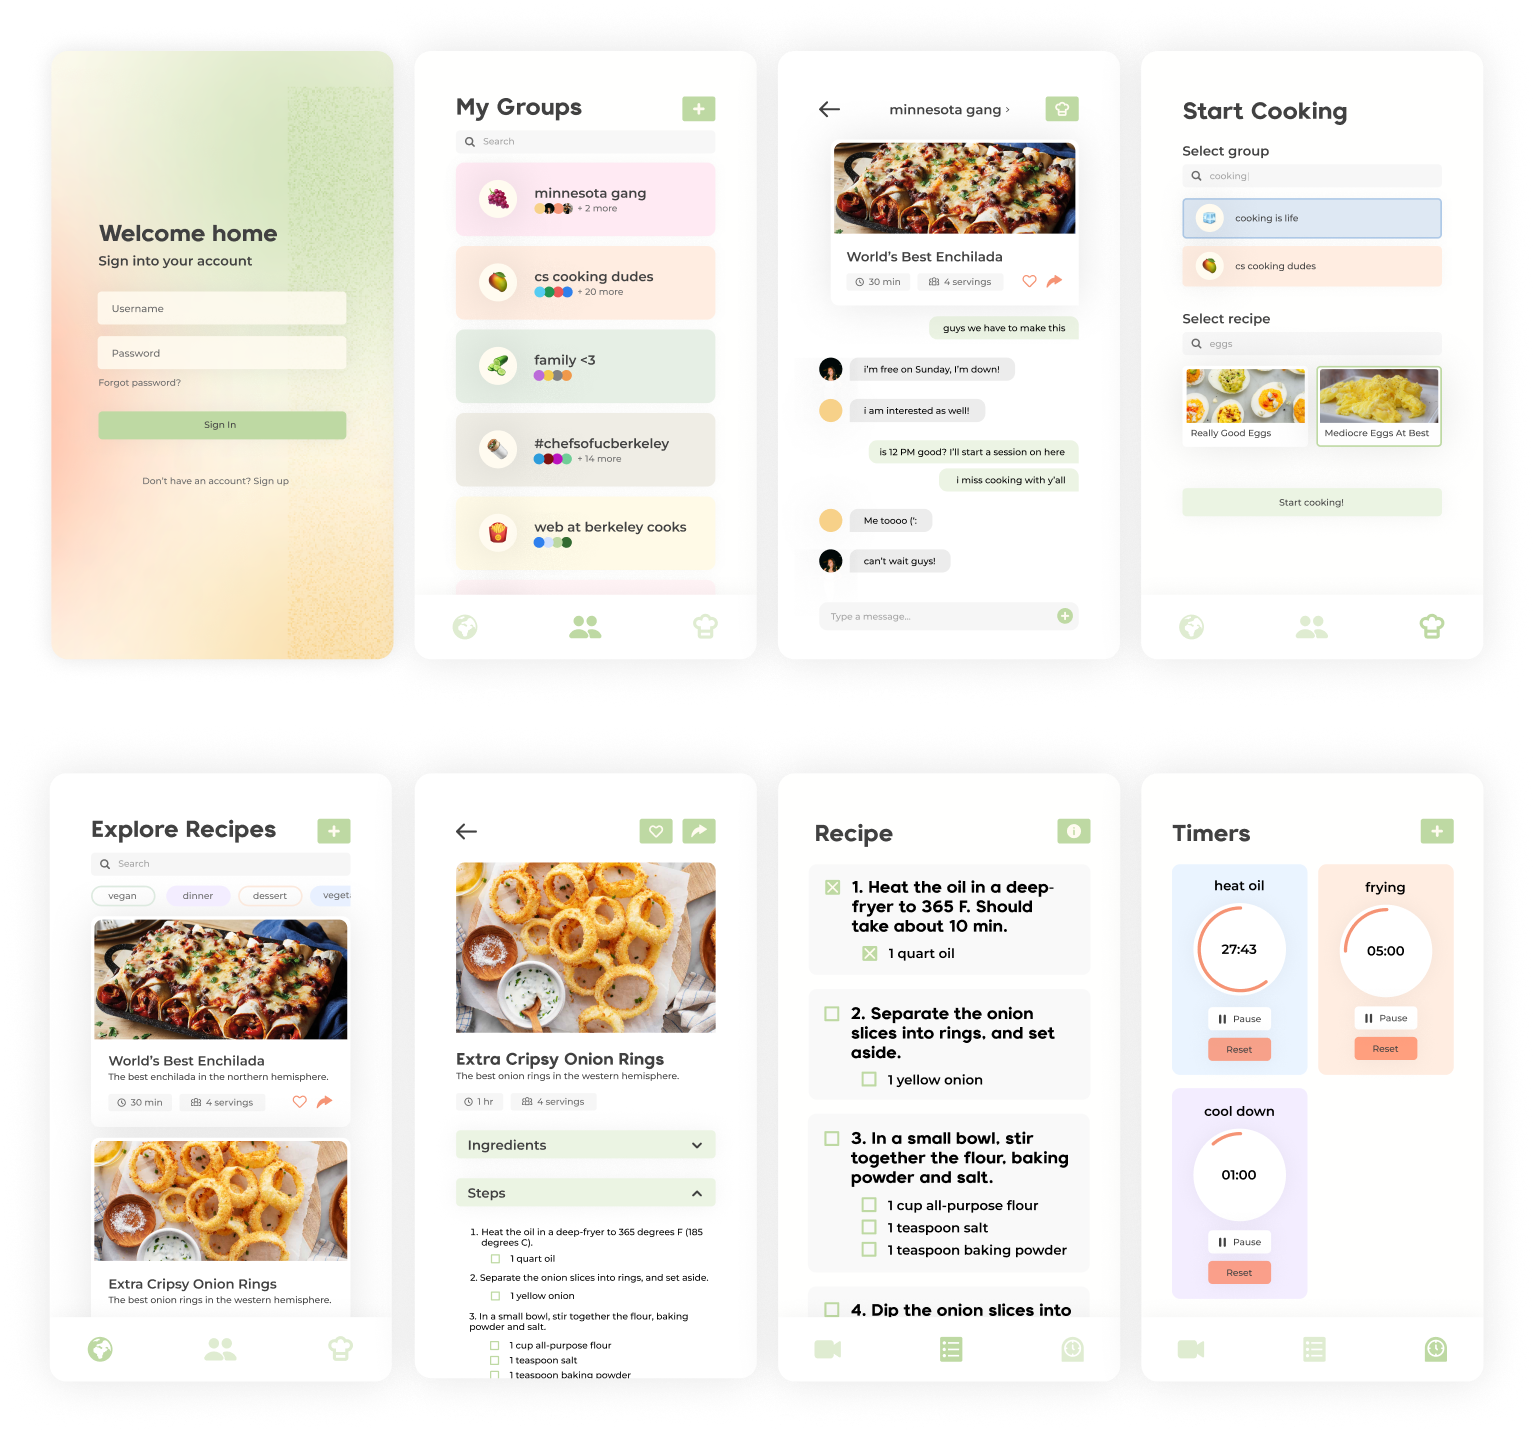 Welcome home
Sign into your account
Username
Password
Forgot password?
Sign In
Don't have an account? Sign up
My Groups
Search
minnesota gang
+ 2 more
cs cooking dudes
+ 20 more
family <3
#chefsofucberkeley
+ 14 more
web at berkeley cooks
minnesota gang ›
World's Best Enchilada
30 min
4 servings
guys we have to make this
i'm free on Sunday, I'm down!
i am interested as well!
is 12 PM good? I'll start a session on here
i miss cooking with y'all
Me toooo (':
can't wait guys!
Type a message...
Start Cooking
Select group
cooking
cooking is life
cs cooking dudes
Select recipe
eggs
Really Good Eggs
Mediocre Eggs At Best
Start cooking!
Explore Recipes
Search
vegan
dinner
dessert
veget
World's Best Enchilada
The best enchilada in the northern hemisphere.
30 min
4 servings
Extra Cripsy Onion Rings
The best onion rings in the western hemisphere.
Extra Cripsy Onion Rings
The best onion rings in the western hemisphere.
1 hr
4 servings
Ingredients
Steps
1. Heat the oil in a deep-fryer to 365 degrees F (185
degrees C).
1 quart oil
2. Separate the onion slices into rings, and set aside.
1 yellow onion
3. In a small bowl, stir together the flour, baking
powder and salt.
1 cup all-purpose flour
1 teaspoon salt
1 teaspoon baking powder
Recipe
1. Heat the oil in a deep-
fryer to 365 F. Should
take about 10 min.
1 quart oil
2. Separate the onion
slices into rings, and set
aside.
1 yellow onion
3. In a small bowl, stir
together the flour, baking
powder and salt.
1 cup all-purpose flour
1 teaspoon salt
1 teaspoon baking powder
4. Dip the onion slices into
Timers
heat oil
27:43
Pause
Reset
frying
05:00
Pause
Reset
cool down
01:00
Pause
Reset